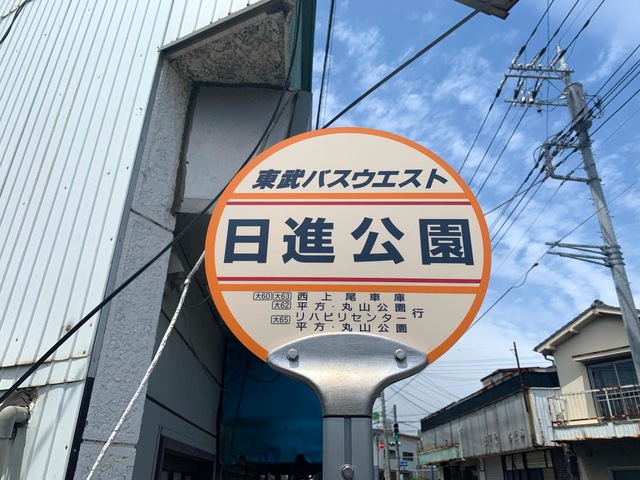 東武バスウエスト
日進公園
大60 大63 西上尾車庫
大62 平方・丸山公園
大65 リハビリセンター 行
平方・丸山公園